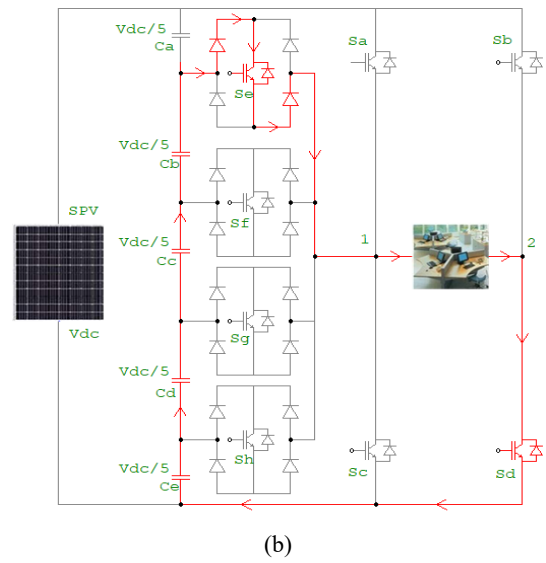 Vdc/5
Ca
Sa
Sb
Se
Vdc/5
Cb
SPV
Sf
1
2
Vdc/5
Cc
Vdc
Sg
Vdc/5
Cd
Sh
Vdc/5
Ce
Sc
Sd
(b)